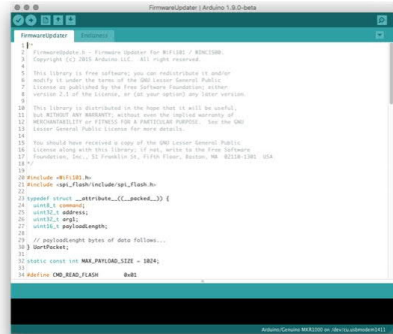 FirmwareUpdater | Arduino 1.9.0-beta
FirmwareUpdater Endianess
1 /*
2 FirmwareUpdate.h - Firmware Updater for WiFi101 / WINC1500.
3 Copyright (c) 2015 Arduino LLC. All right reserved.
4
5 This library is free software; you can redistribute it and/or
6 modify it under the terms of the GNU Lesser General Public
7 License as published by the Free Software Foundation; either
8 version 2.1 of the License, or (at your option) any later version.
9
10 This library is distributed in the hope that it will be useful,
11 but WITHOUT ANY WARRANTY; without even the implied warranty of
12 MERCHANTABILITY or FITNESS FOR A PARTICULAR PURPOSE. See the GNU
13 Lesser General Public License for more details.
14
15 You should have received a copy of the GNU Lesser General Public
16 License along with this library; if not, write to the Free Software
17 Foundation, Inc., 51 Franklin St, Fifth Floor, Boston, MA 02110-1301 USA
18 */
19
20 #include <WiFi101.h>
21 #include <spi_flash/include/spi_flash.h>
22
23 typedef struct __attribute__((__packed__)) {
24 uint8_t command;
25 uint32_t address;
26 uint32_t arg1;
27 uint16_t payloadLength;
28
29 // payloadLenght bytes of data follows...
30 } UartPacket;
31
32 static const int MAX_PAYLOAD_SIZE = 1024;
33
34 #define CMD_READ_FLASH 0x01
Arduino/Genuino MKR1000 on /dev/cu.usbmodem1411